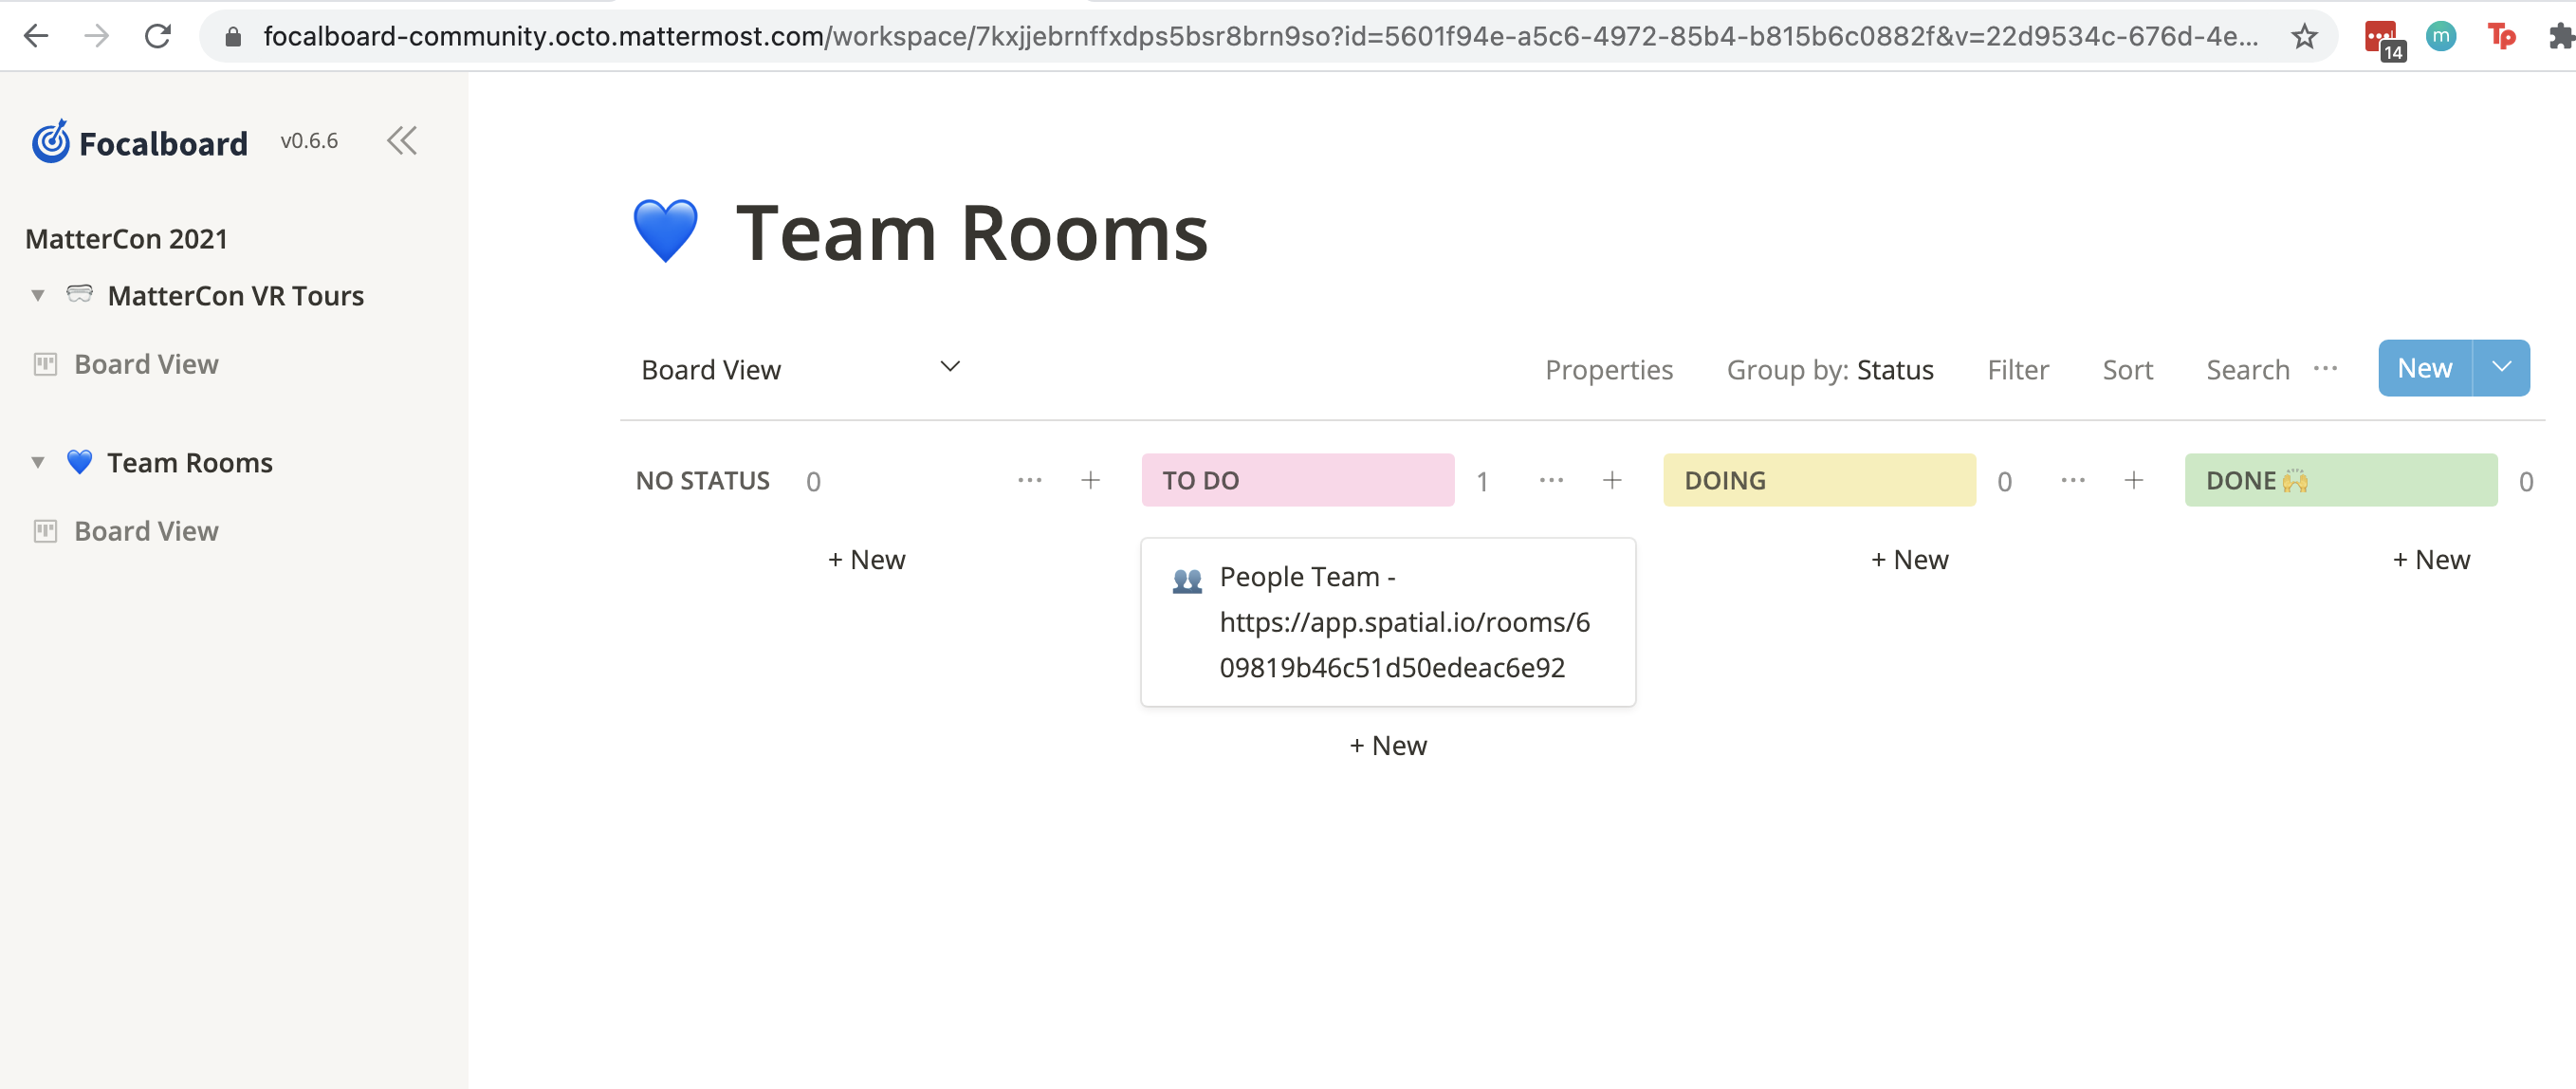 focalboard-community.octo.mattermost.com/workspace/7kxjjebrnffxdps5bsr8brn9so?id=5601f94e-a5c6-4972-85b4-b815b6c0882f&v=22d9534c-676d-4e...
14
m
Tp
Focalboard v0.6.6
MatterCon 2021
MatterCon VR Tours
Board View
Team Rooms
Board View
Team Rooms
Board View
Properties Group by: Status Filter Sort Search ... New
NO STATUS 0 ... + TO DO 1 ... + DOING 0 ... + DONE 🙌 0
+ New
People Team -
https://app.spatial.io/rooms/6
09819b46c51d50edeac6e92
+ New
+ New
+ New